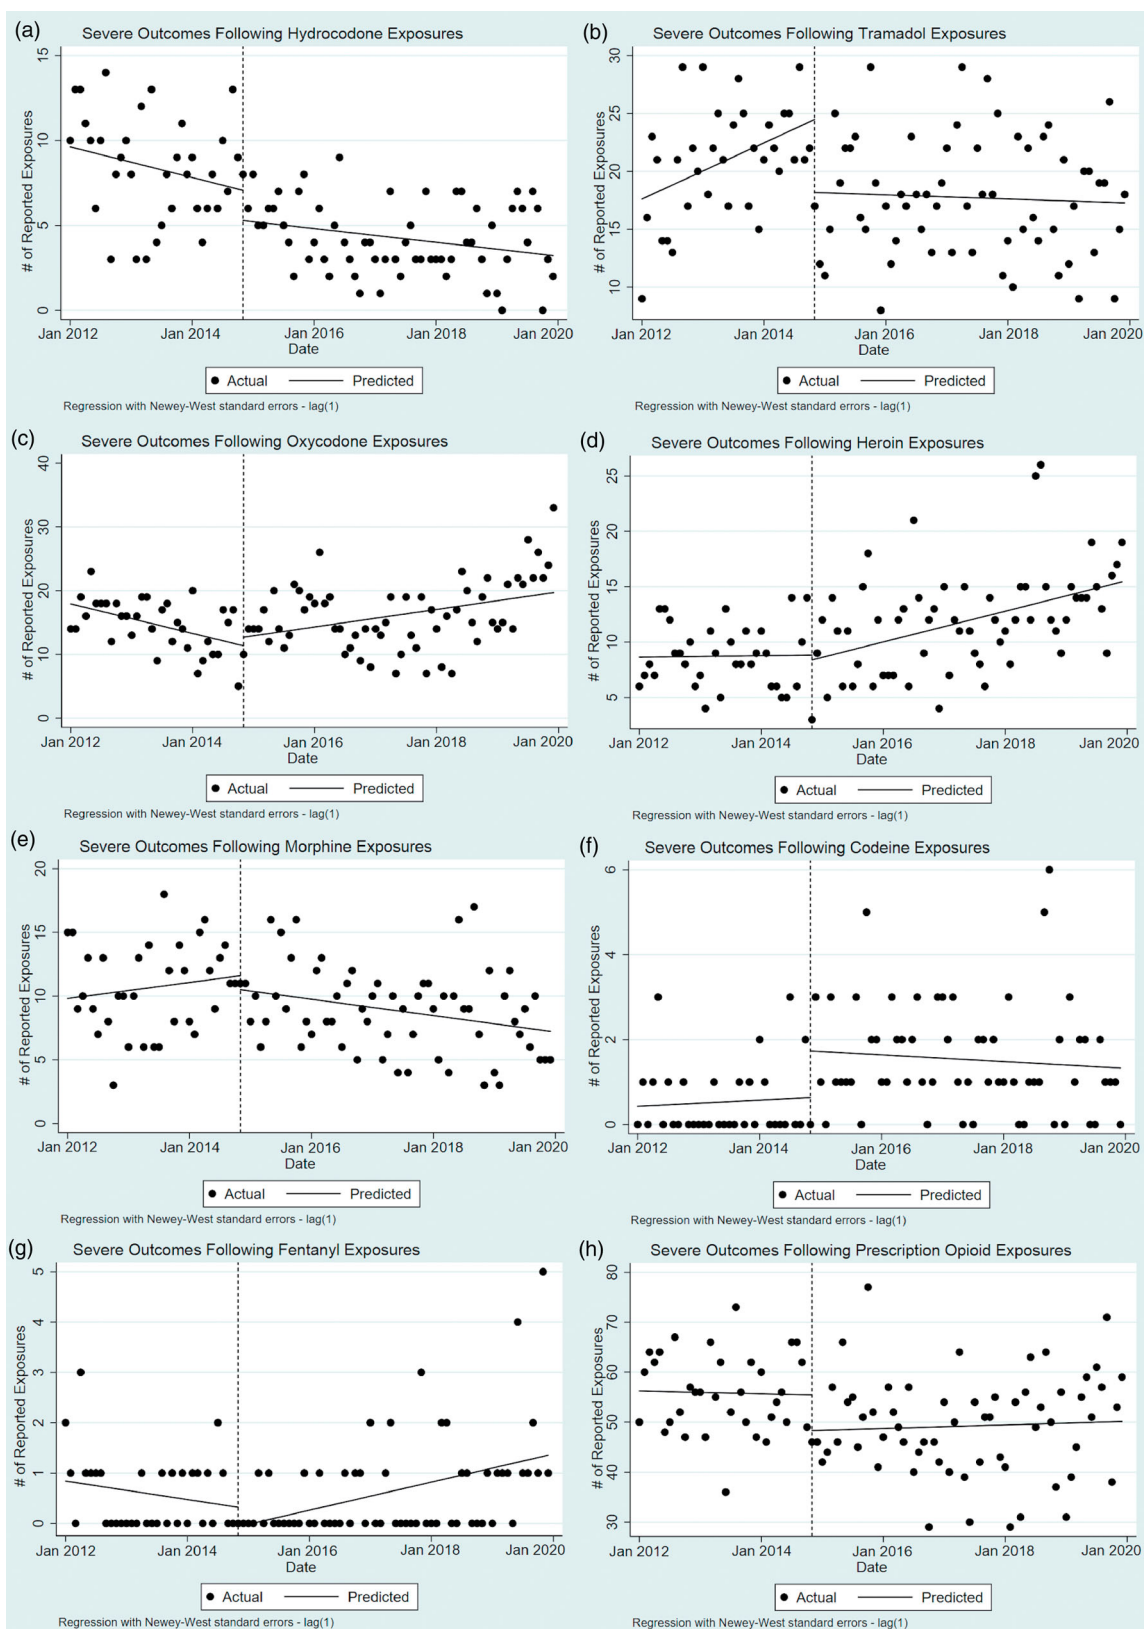 (a)
Severe Outcomes Following Hydrocodone Exposures
# of Reported Exposures
15
10
5
0
Jan 2012 Jan 2014 Jan 2016 Jan 2018 Jan 2020
Date
Actual Predicted
Regression with Newey-West standard errors - lag(1)
(b)
Severe Outcomes Following Tramadol Exposures
# of Reported Exposures
30
25
20
15
10
Jan 2012 Jan 2014 Jan 2016 Jan 2018 Jan 2020
Date
Actual Predicted
Regression with Newey-West standard errors - lag(1)
(c)
Severe Outcomes Following Oxycodone Exposures
# of Reported Exposures
40
30
20
10
0
Jan 2012 Jan 2014 Jan 2016 Jan 2018 Jan 2020
Date
Actual Predicted
Regression with Newey-West standard errors - lag(1)
(d)
Severe Outcomes Following Heroin Exposures
# of Reported Exposures
25
20
15
10
5
Jan 2012 Jan 2014 Jan 2016 Jan 2018 Jan 2020
Date
Actual Predicted
Regression with Newey-West standard errors - lag(1)
(e)
Severe Outcomes Following Morphine Exposures
# of Reported Exposures
20
15
10
5
0
Jan 2012 Jan 2014 Jan 2016 Jan 2018 Jan 2020
Date
Actual Predicted
Regression with Newey-West standard errors - lag(1)
(f)
Severe Outcomes Following Codeine Exposures
# of Reported Exposures
6
4
2
0
Jan 2012 Jan 2014 Jan 2016 Jan 2018 Jan 2020
Date
Actual Predicted
Regression with Newey-West standard errors - lag(1)
(g)
Severe Outcomes Following Fentanyl Exposures
# of Reported Exposures
5
4
3
2
1
0
Jan 2012 Jan 2014 Jan 2016 Jan 2018 Jan 2020
Date
Actual Predicted
Regression with Newey-West standard errors - lag(1)
(h)
Severe Outcomes Following Prescription Opioid Exposures
# of Reported Exposures
80
70
60
50
40
30
Jan 2012 Jan 2014 Jan 2016 Jan 2018 Jan 2020
Date
Actual Predicted
Regression with Newey-West standard errors - lag(1)